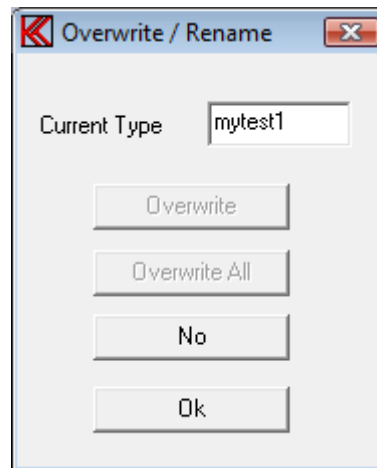 Overwrite / Rename
Current Type mytest1
Overwrite
Overwrite All
No
Ok